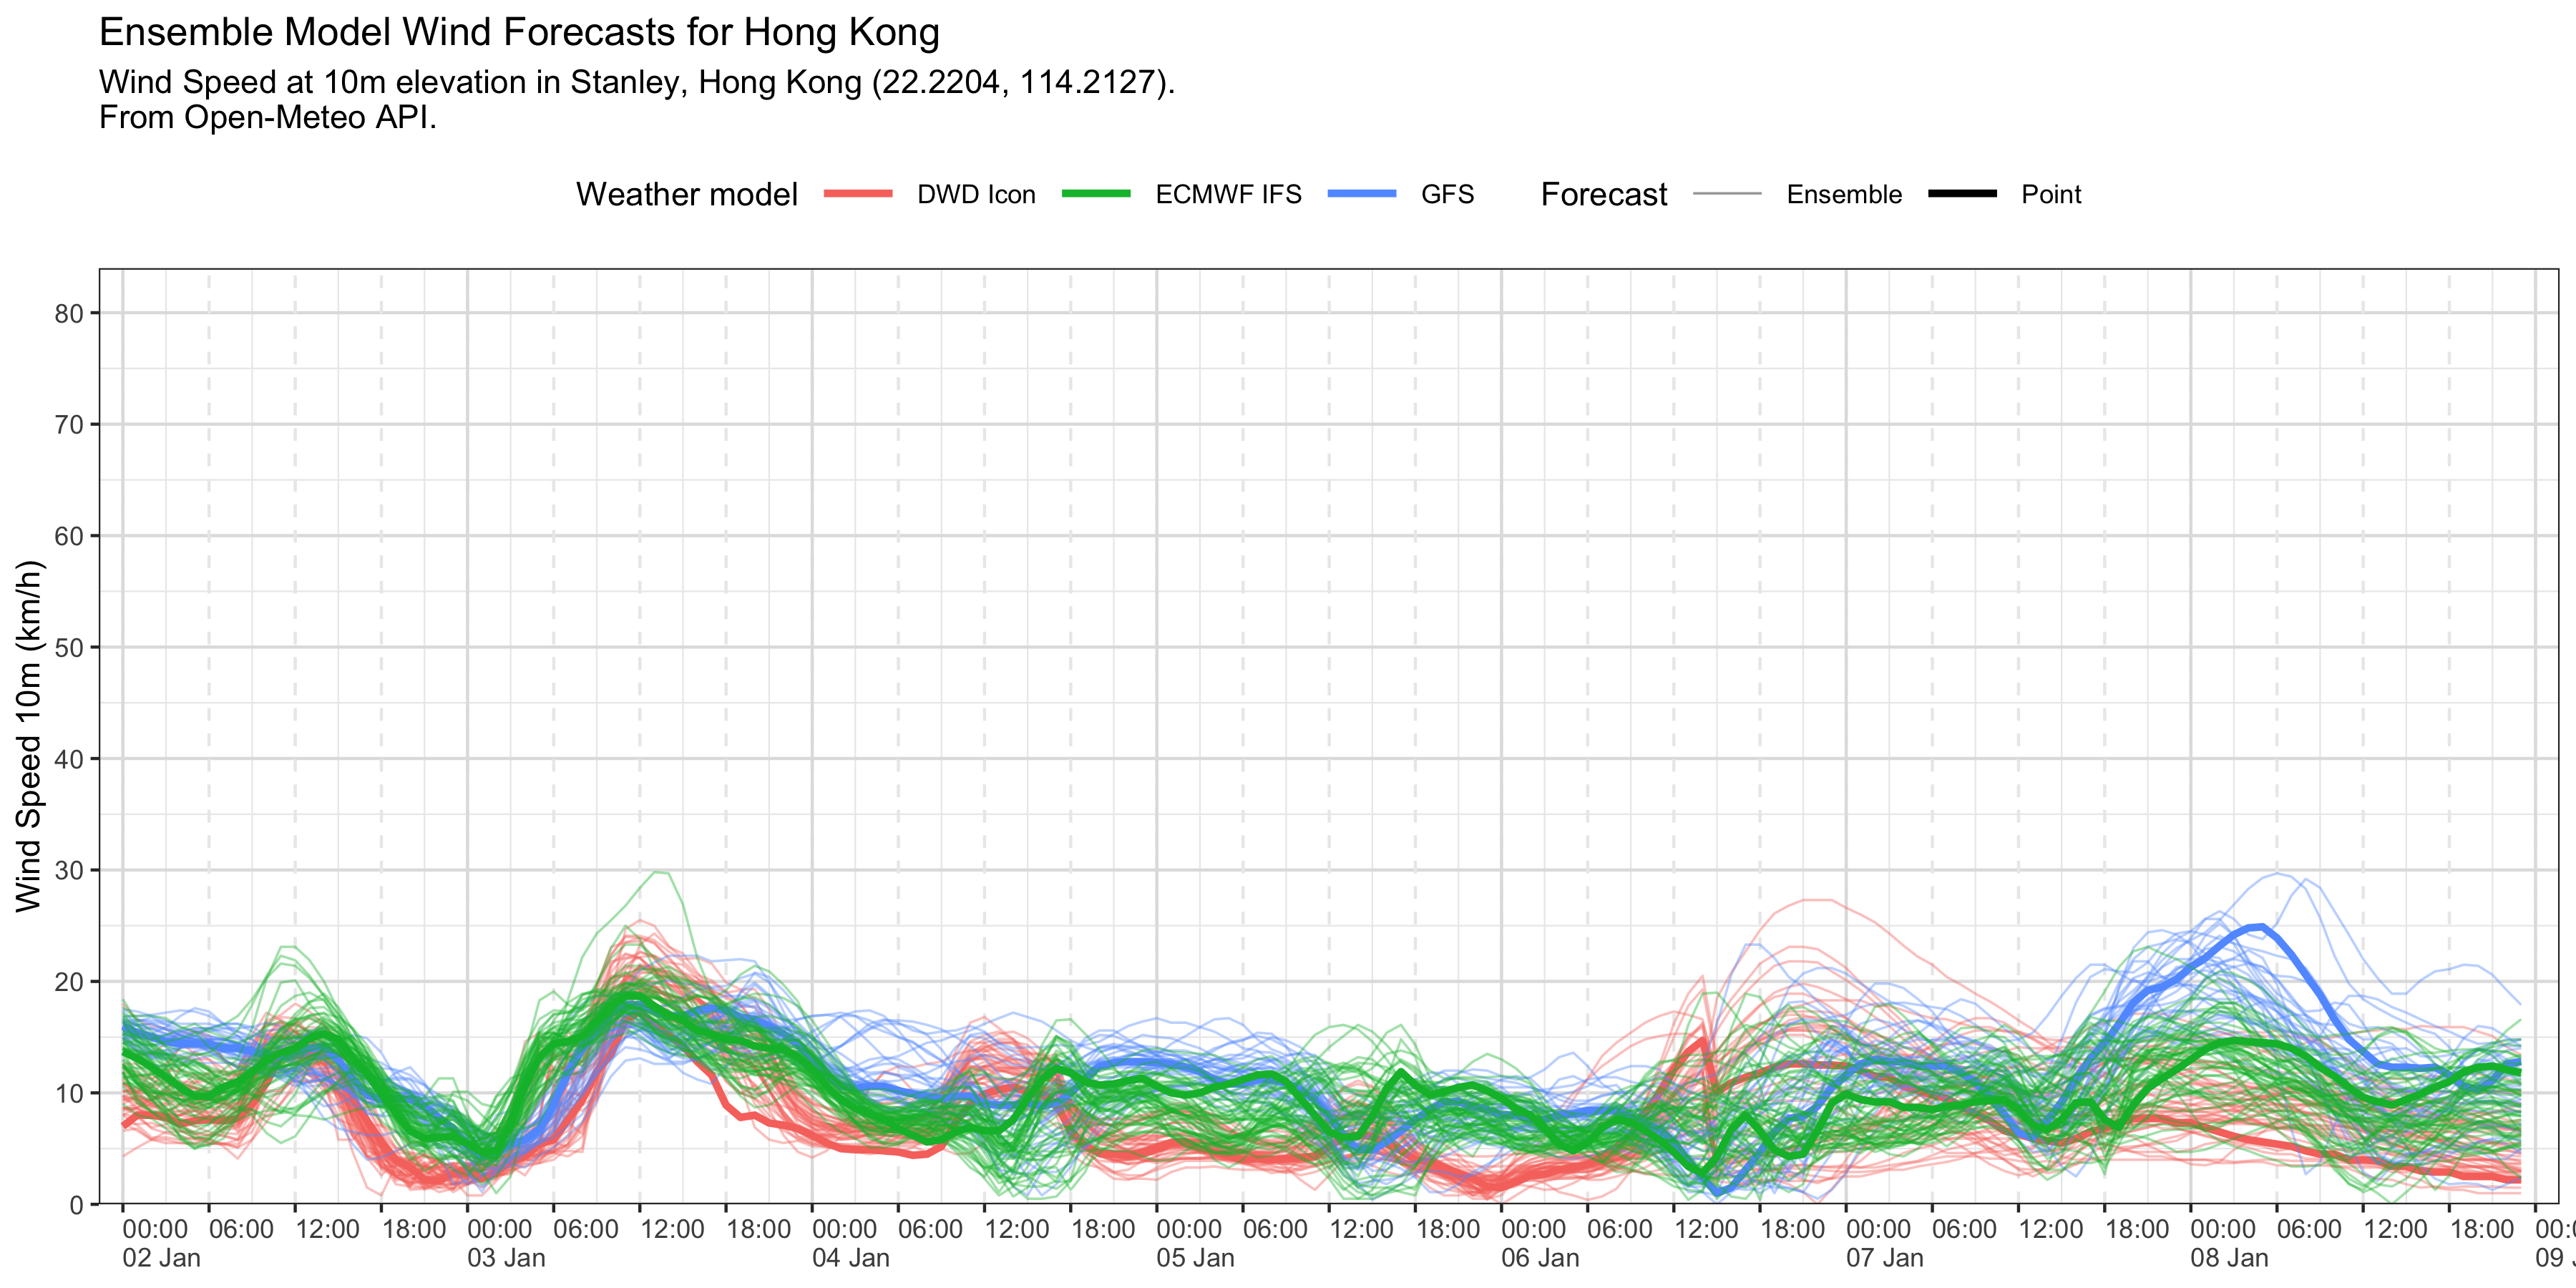 Ensemble Model Wind Forecasts for Hong Kong
Wind Speed at 10m elevation in Stanley, Hong Kong (22.2204, 114.2127).
From Open-Meteo API.
Weather model DWD Icon ECMWF IFS GFS Forecast Ensemble Point
Wind Speed 10m (km/h)
80
70
60
50
40
30
20
10
0
00:00 06:00 12:00 18:00 00:00 06:00 12:00 18:00 00:00 06:00 12:00 18:00 00:00 06:00 12:00 18:00 00:00 06:00 12:00 18:00 00:00 06:00 12:00 18:00 00:00 06:00 12:00 18:00 00:0
02 Jan 03 Jan 04 Jan 05 Jan 06 Jan 07 Jan 08 Jan 09